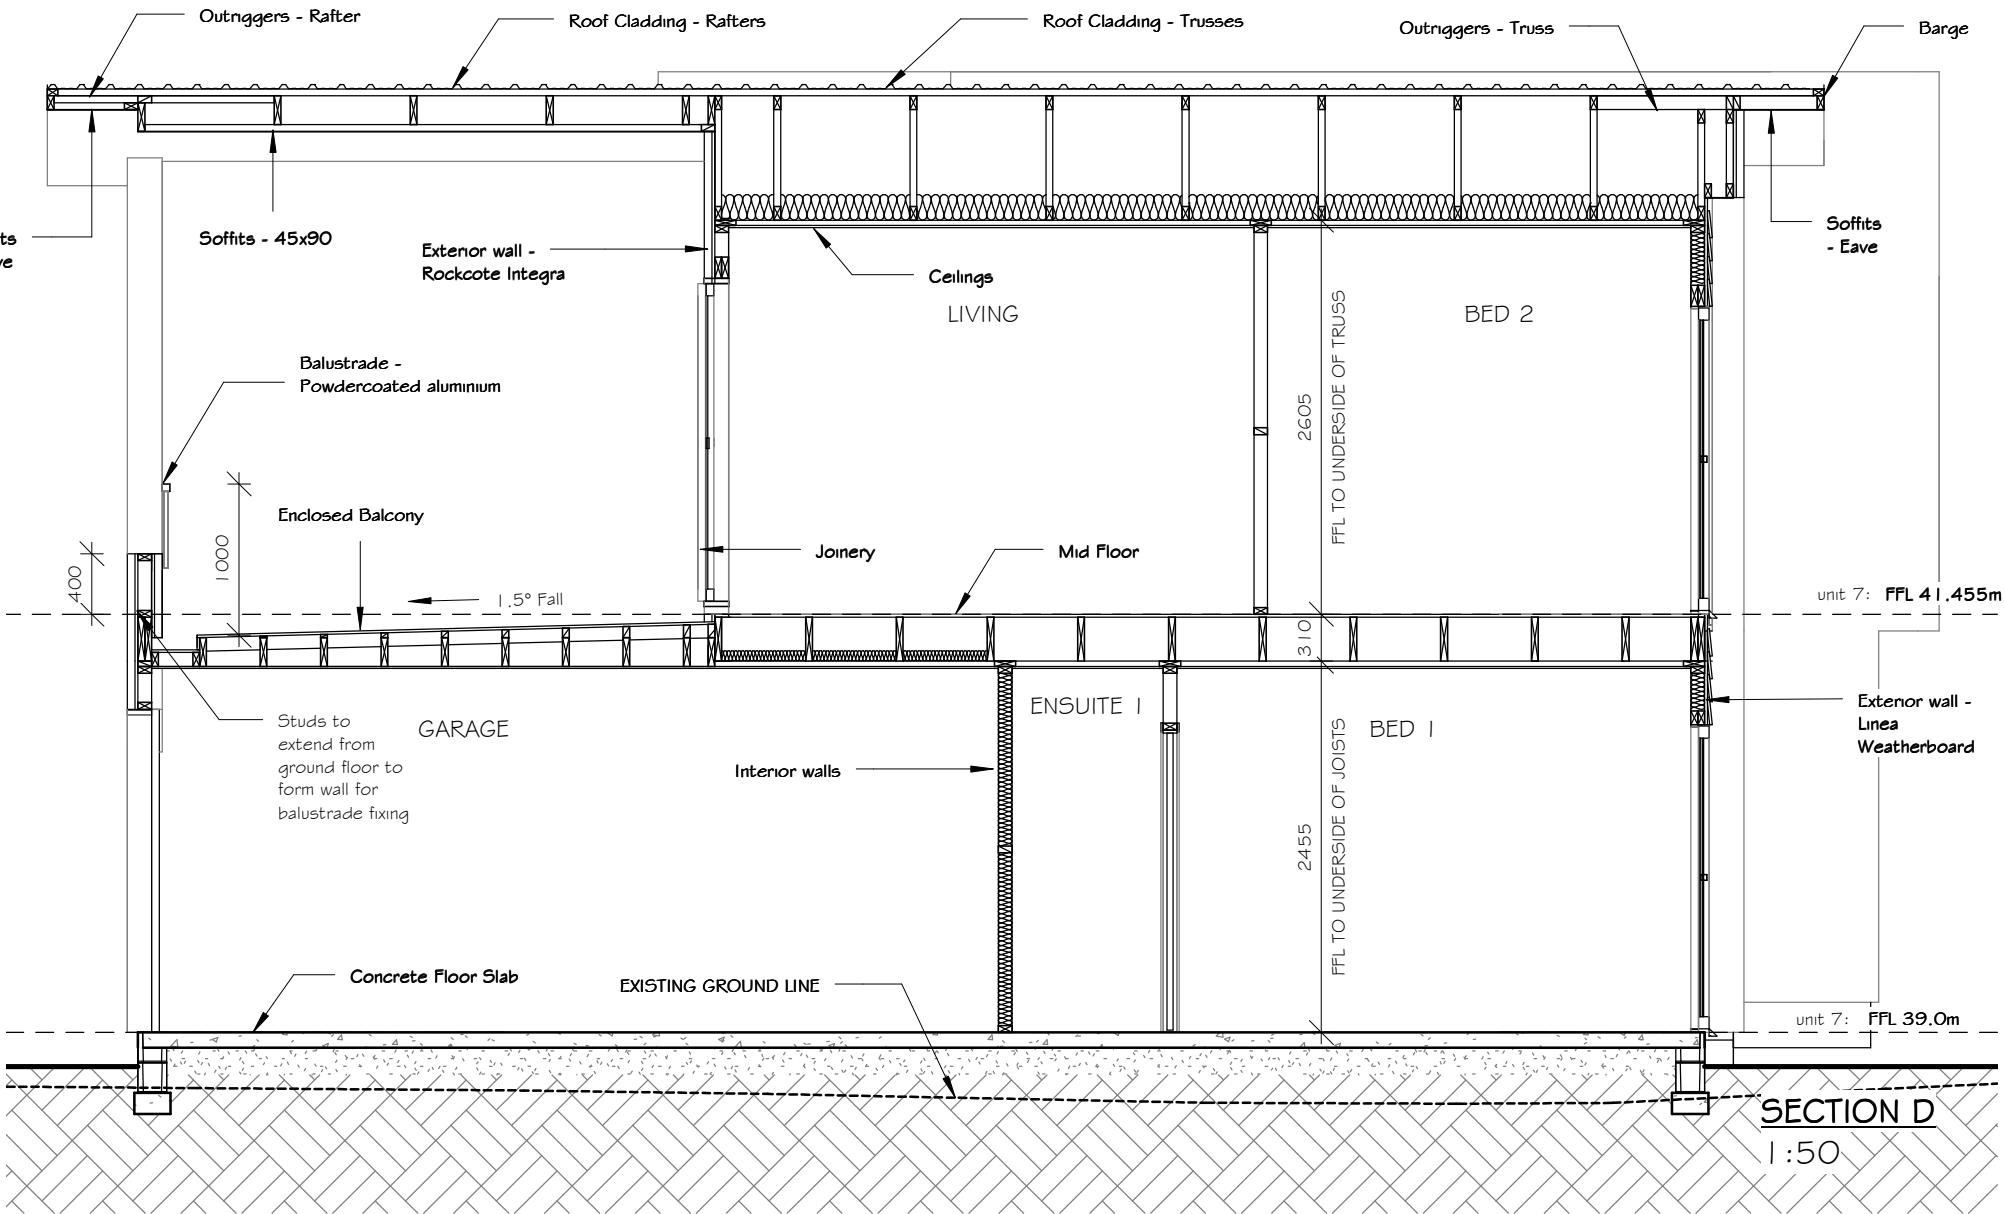 Outriggers - Rafter
Roof Cladding - Rafters
Roof Cladding - Trusses
Outriggers - Truss
Barge
Soffits - 45x90
Exterior wall -
Rockcote Integra
Ceilings
Soffits
- Eave
LIVING
BED 2
2605
FFL TO UNDERSIDE OF TRUSS
Balustrade -
Powdercoated aluminium
Enclosed Balcony
1000
400
1.5° Fall
Joinery
Mid Floor
unit 7: FFL 41.455m
310
Studs to
extend from
ground floor to
form wall for
balustrade fixing
GARAGE
ENSUITE 1
BED 1
Interior walls
2455
FFL TO UNDERSIDE OF JOISTS
Exterior wall -
Linea
Weatherboard
Concrete Floor Slab
EXISTING GROUND LINE
unit 7: FFL 39.0m
SECTION D
1:50